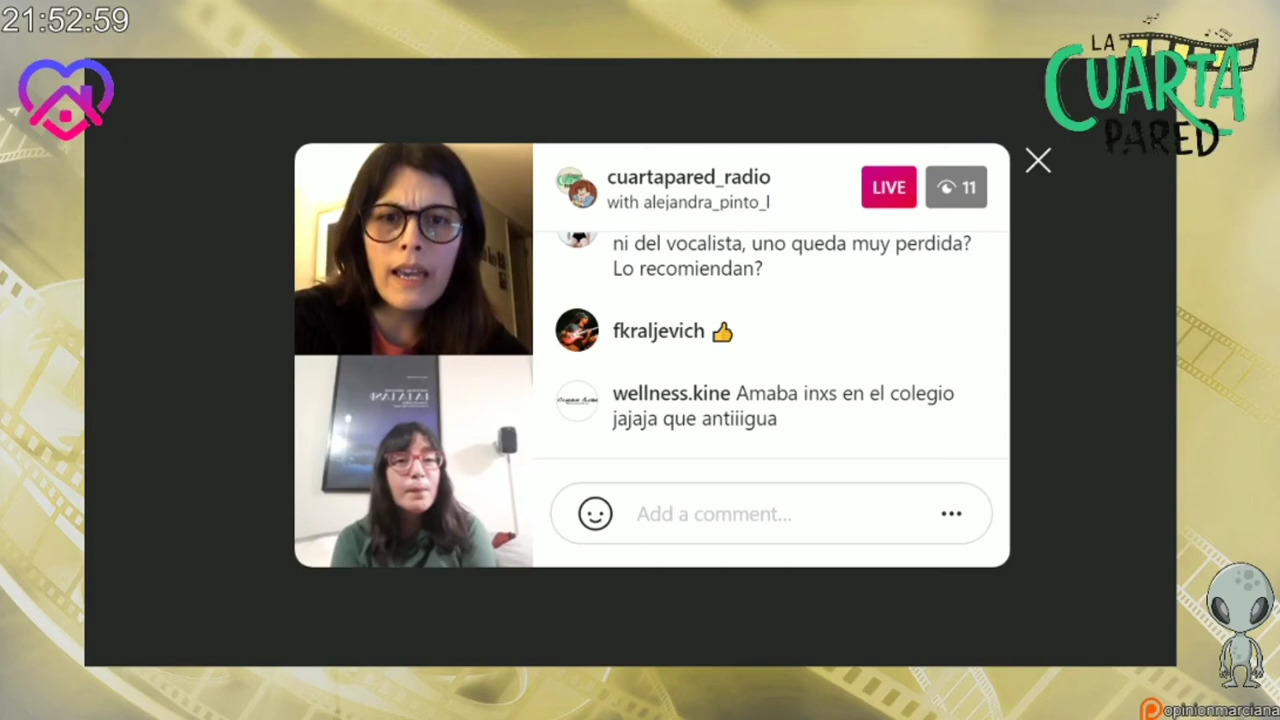 21:52:59
LA
CUARTA
PARED
cuartapared_radio
with alejandra_pinto_l
LIVE
11
ni del vocalista, uno queda muy perdida?
Lo recomiendan?
fkraljevich 👍
wellness.kine Amaba inxs en el colegio
jajaja que antiiigua
Add a comment...
opinionmarciana